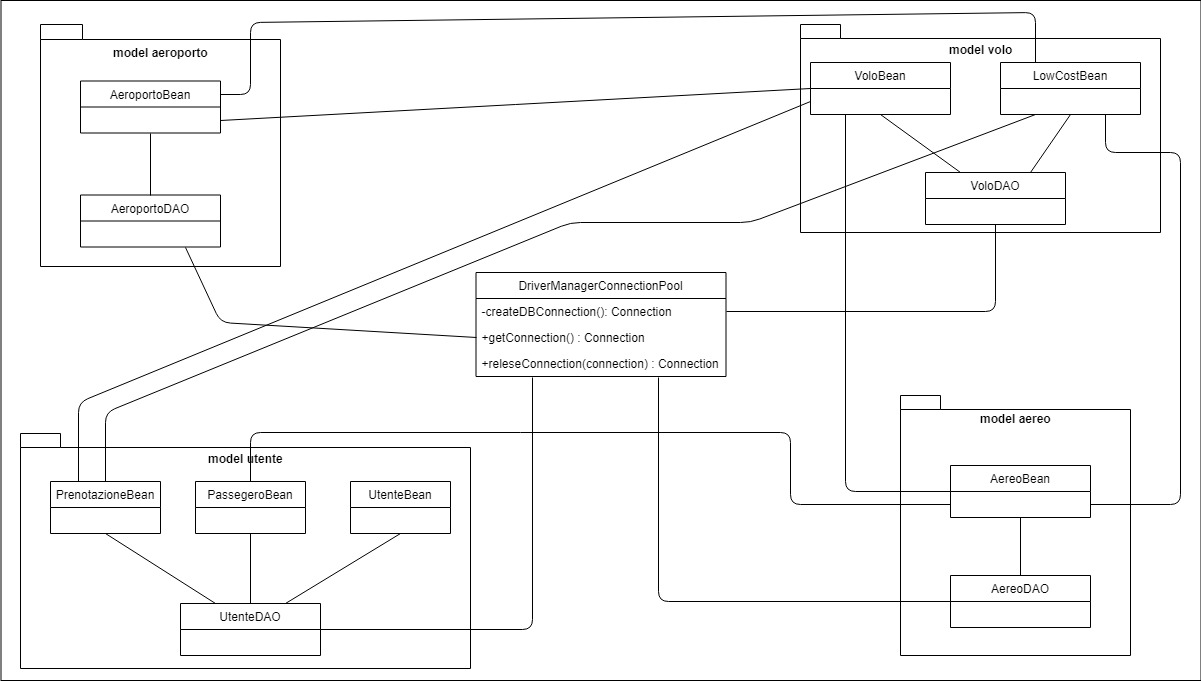 model aeroporto
AeroportoBean
AeroportoDAO
model volo
VoloBean
LowCostBean
VoloDAO
DriverManagerConnectionPool
-createDBConnection(): Connection
+getConnection() : Connection
+releseConnection(connection) : Connection
model utente
PrenotazioneBean
PassegeroBean
UtenteBean
UtenteDAO
model aereo
AereoBean
AereoDAO